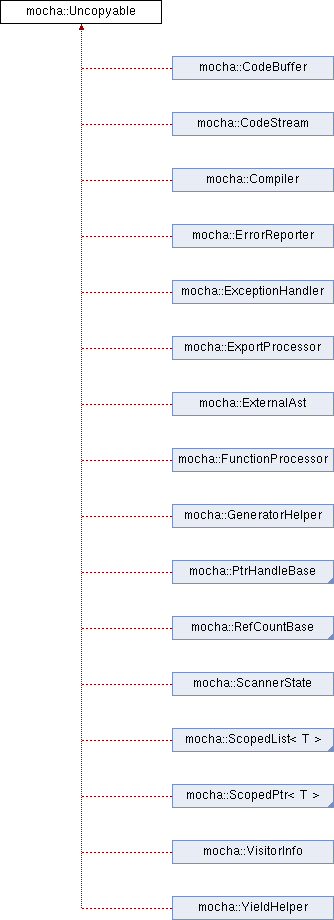 mocha::Uncopyable
mocha::CodeBuffer
mocha::CodeStream
mocha::Compiler
mocha::ErrorReporter
mocha::ExceptionHandler
mocha::ExportProcessor
mocha::ExternalAst
mocha::FunctionProcessor
mocha::GeneratorHelper
mocha::PtrHandleBase
mocha::RefCountBase
mocha::ScannerState
mocha::ScopedList< T >
mocha::ScopedPtr< T >
mocha::VisitorInfo
mocha::YieldHelper